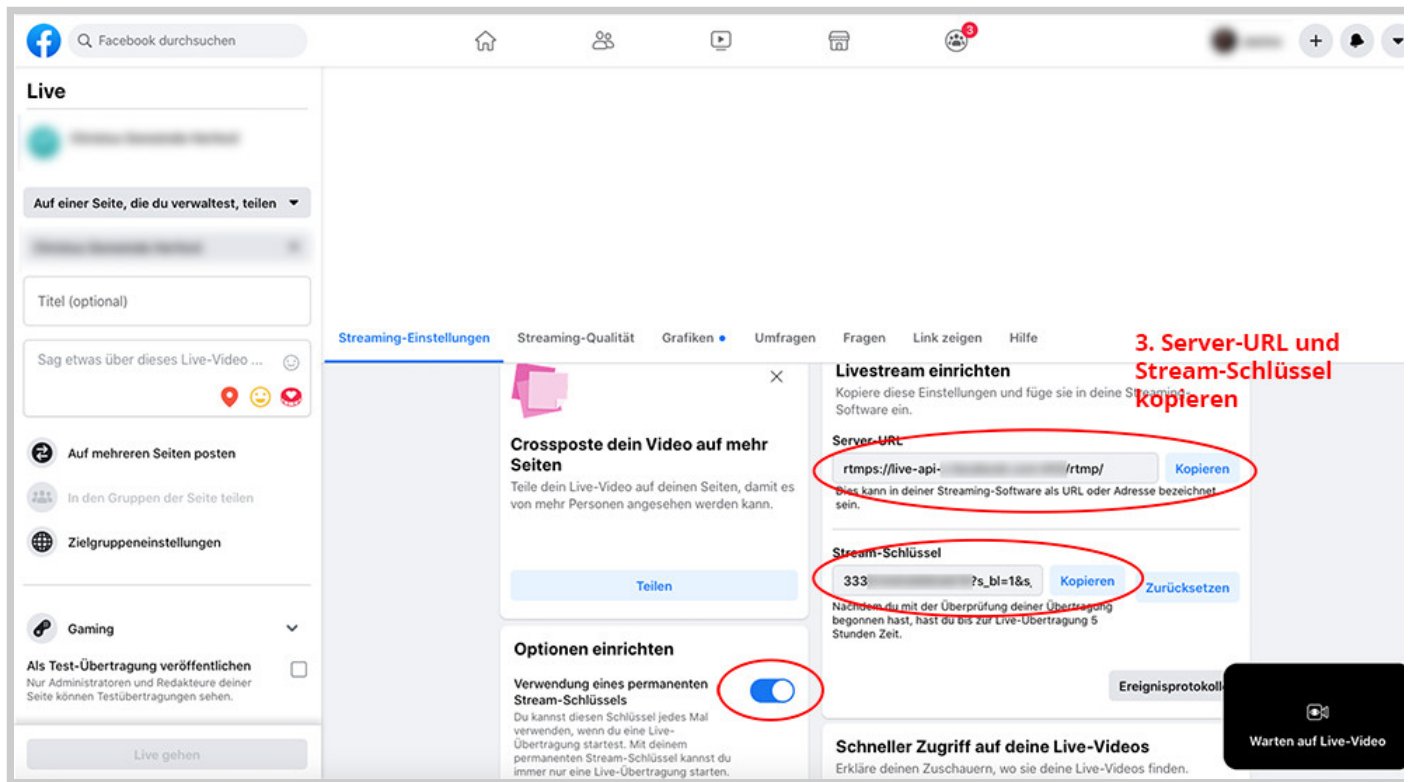 Facebook durchsuchen
3
Live
Auf einer Seite, die du verwaltest, teilen
Titel (optional)
Sag etwas über dieses Live-Video ...
Auf mehreren Seiten posten
In den Gruppen der Seite teilen
Zielgruppeneinstellungen
Gaming
Als Test-Übertragung veröffentlichen
Nur Administratoren und Redakteure deiner
Seite können Testübertragungen sehen.
Live gehen
Streaming-Einstellungen
Streaming-Qualität
Grafiken
Umfragen
Fragen
Link zeigen
Hilfe
Crossposte dein Video auf mehr
Seiten
Teile dein Live-Video auf deinen Seiten, damit es
von mehr Personen angesehen werden kann.
Teilen
Optionen einrichten
Verwendung eines permanenten
Stream-Schlüssels
Du kannst diesen Schlüssel jedes Mal
verwenden, wenn du eine Live-
Übertragung startest. Mit deinem
permanenten Stream-Schlüssel kannst du
immer nur eine Live-Übertragung starten.
3. Server-URL und
Stream-Schlüssel
kopieren
Livestream einrichten
Kopiere diese Einstellungen und füge sie in deine Streaming-
Software ein.
Server-URL
rtmps://live-api- /rtmp/
Kopieren
Dies kann in deiner Streaming-Software als URL oder Adresse bezeichnet
sein.
Stream-Schlüssel
333 ?s_bl=1&s,
Kopieren
Zurücksetzen
Nachdem du mit der Überprüfung deiner Übertragung
begonnen hast, hast du bis zur Live-Übertragung 5
Stunden Zeit.
Ereignisprotokoll
Schneller Zugriff auf deine Live-Videos
Erkläre deinen Zuschauern, wo sie deine Live-Videos finden.
Warten auf Live-Video